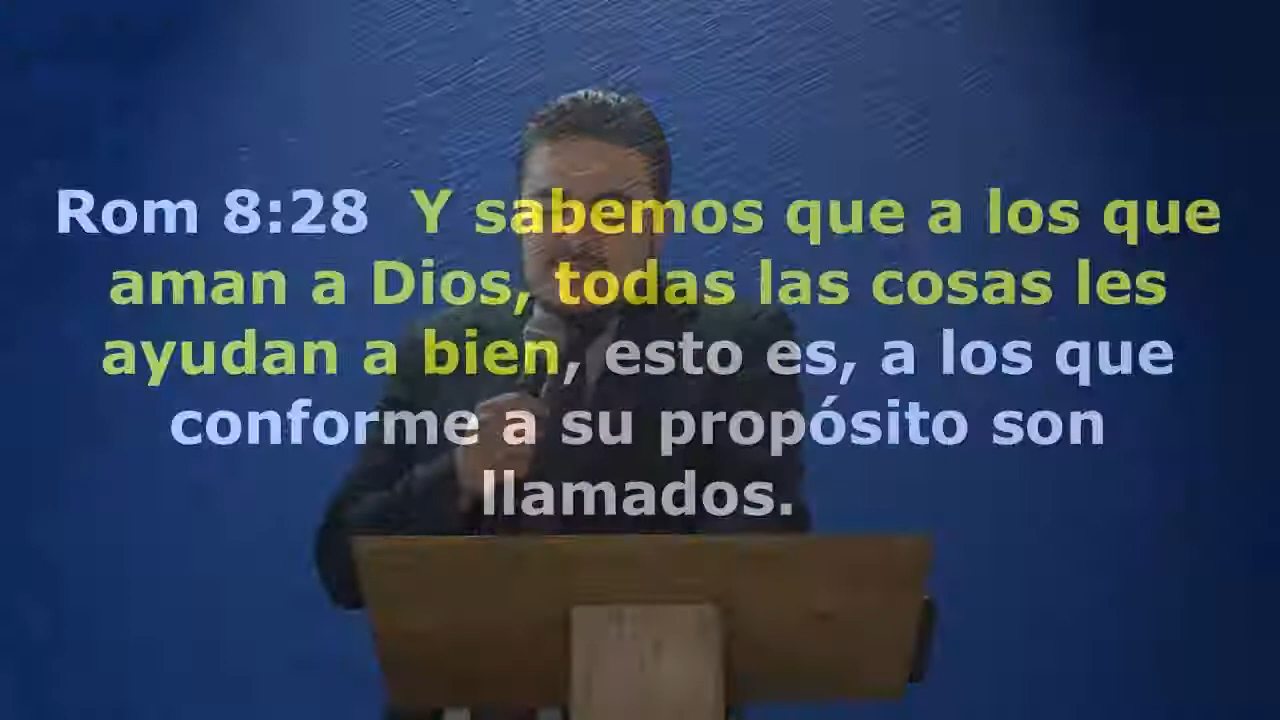 Rom 8:28  Y sabemos que a los que
aman a Dios, todas las cosas les
ayudan a bien, esto es, a los que
conforme a su propósito son
llamados.